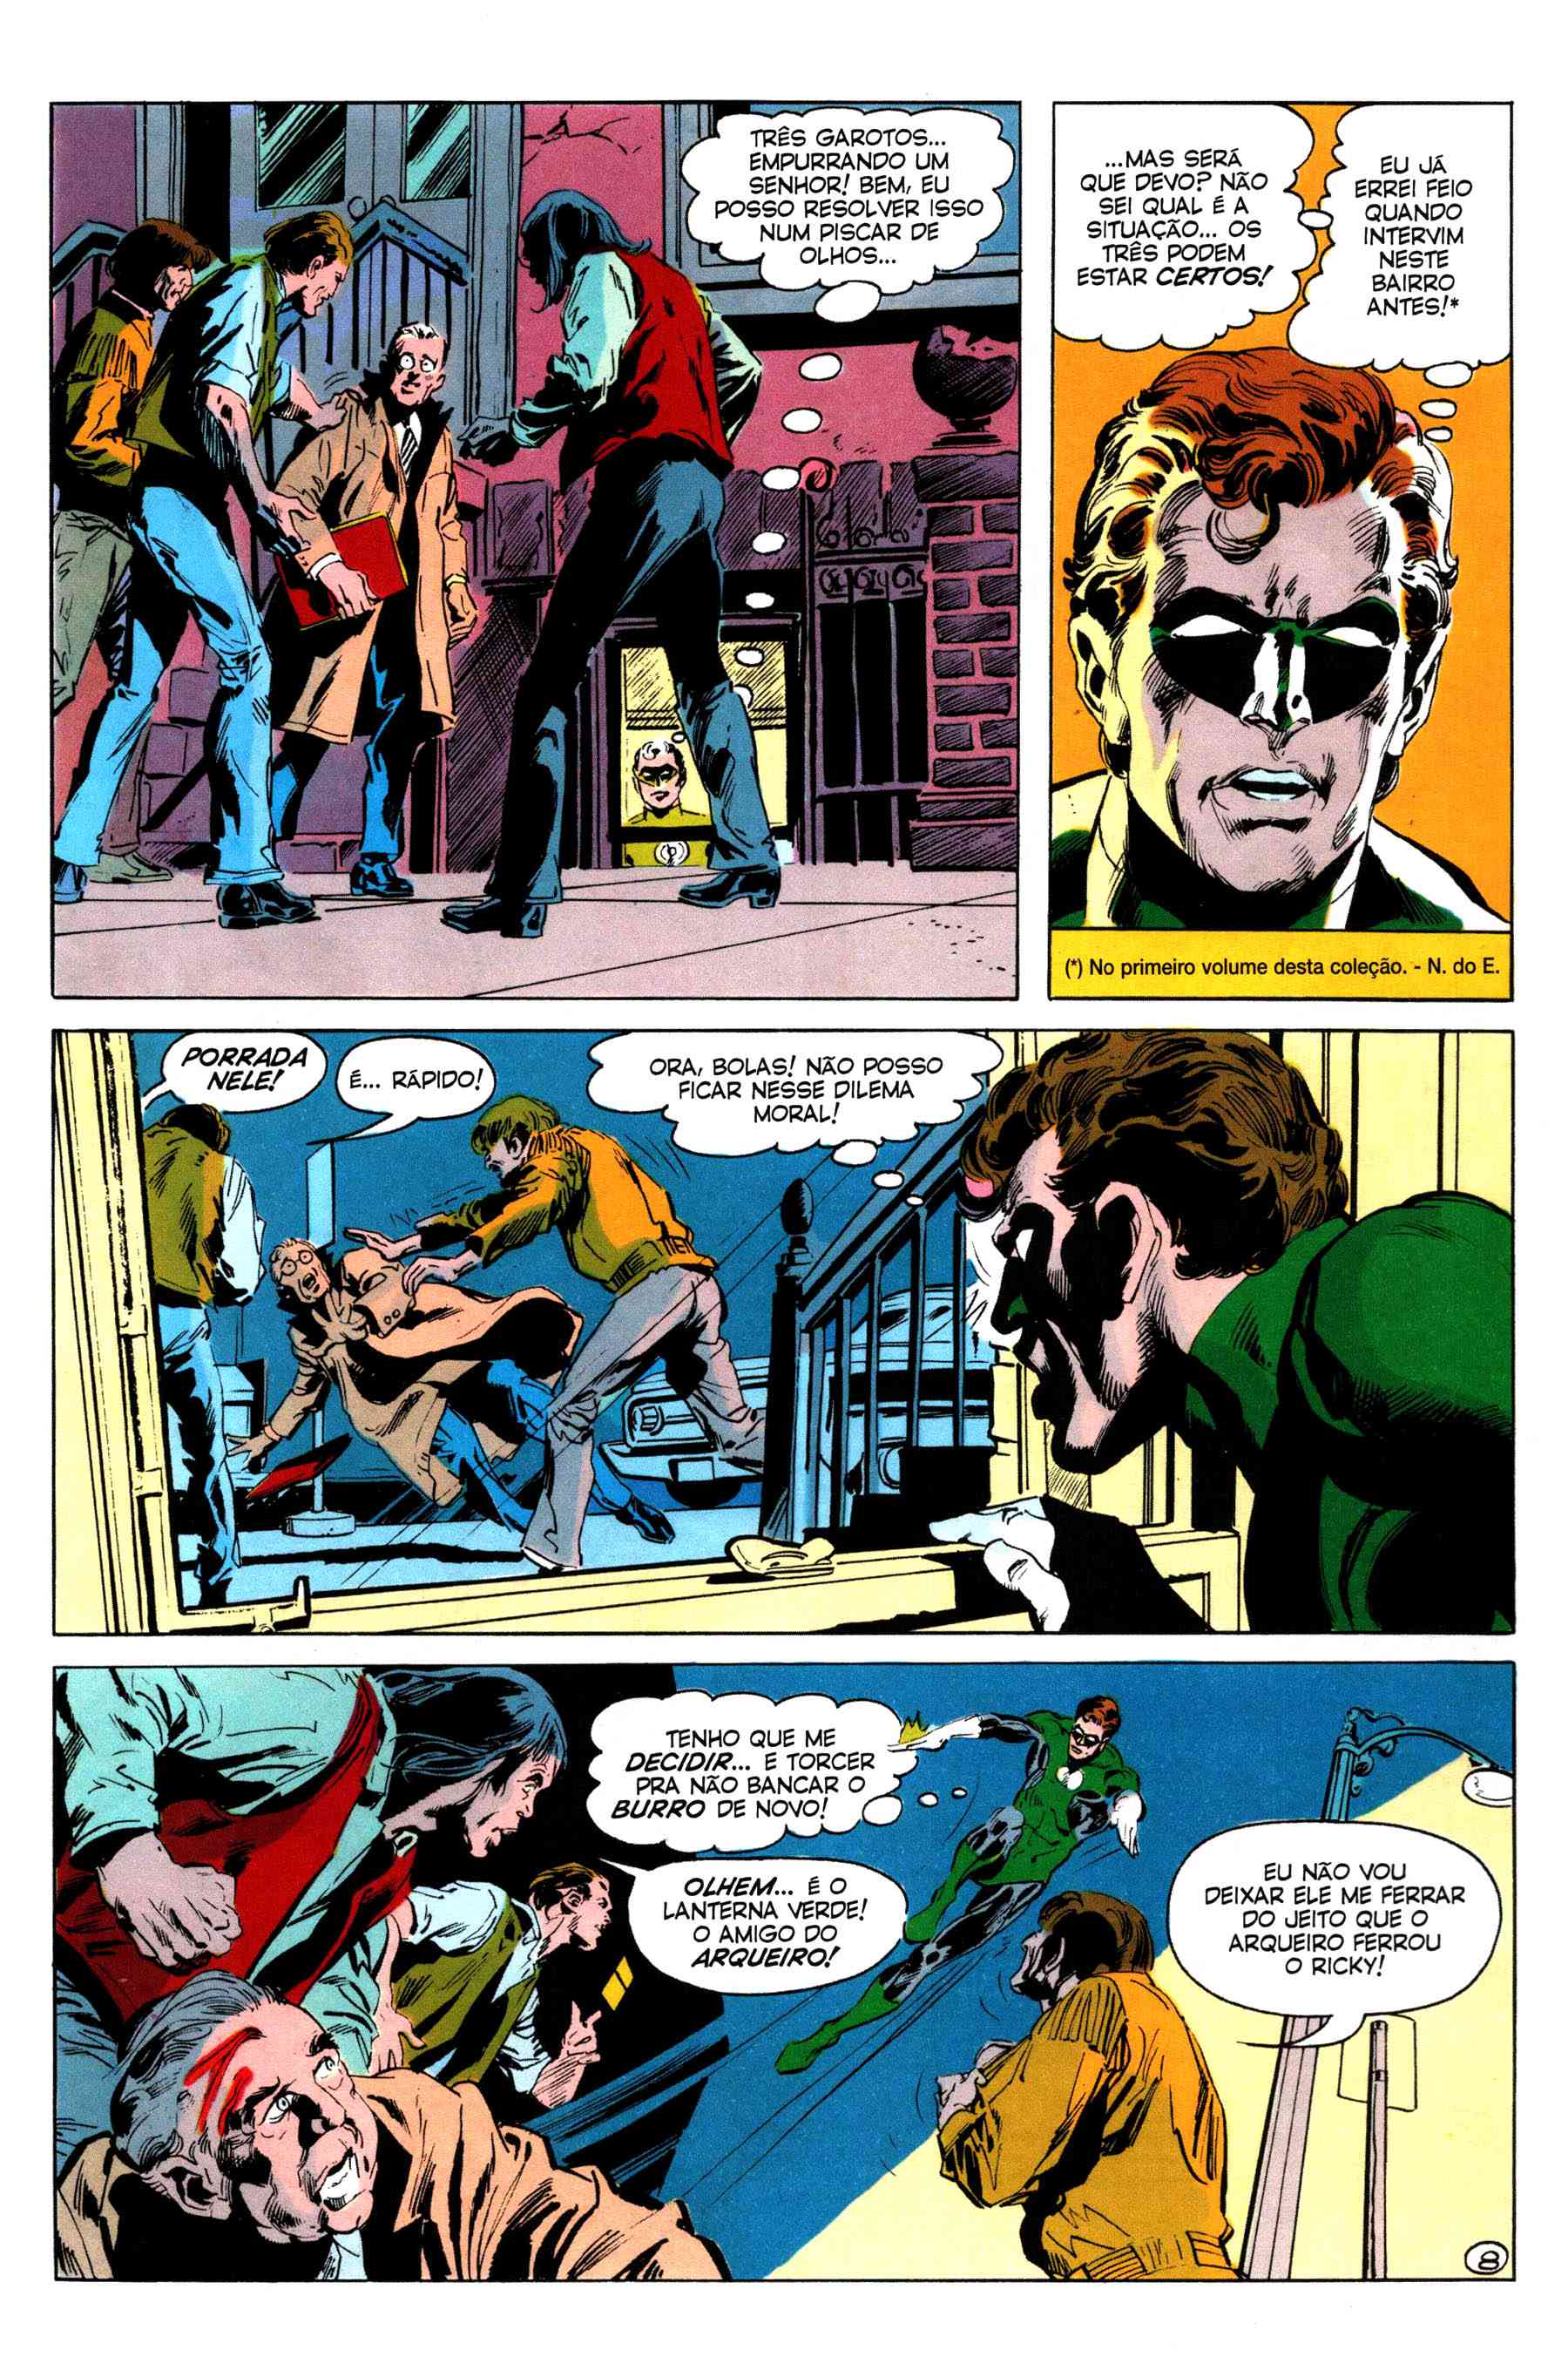 TRÊS GAROTOS...
EMPURRANDO UM
SENHOR! BEM, EU
POSSO RESOLVER ISSO
NUM PISCAR DE
OLHOS...
...MAS SERÁ
QUE DEVO? NÃO
SEI QUAL É A
SITUAÇÃO... OS
TRÊS PODEM
ESTAR CERTOS!
EU JÁ
ERREI FEIO
QUANDO
INTERVIM
NESTE
BAIRRO
ANTES!*
(*) No primeiro volume desta coleção. - N. do E.
PORRADA
NELE!
É... RÁPIDO!
ORA, BOLAS! NÃO POSSO
FICAR NESSE DILEMA
MORAL!
TENHO QUE ME
DECIDIR... E TORCER
PRA NÃO BANCAR O
BURRO DE NOVO!
OLHEM... É O
LANTERNA VERDE!
O AMIGO DO
ARQUEIRO!
EU NÃO VOU
DEIXAR ELE ME FERRAR
DO JEITO QUE O
ARQUEIRO FERROU
O RICKY!
8